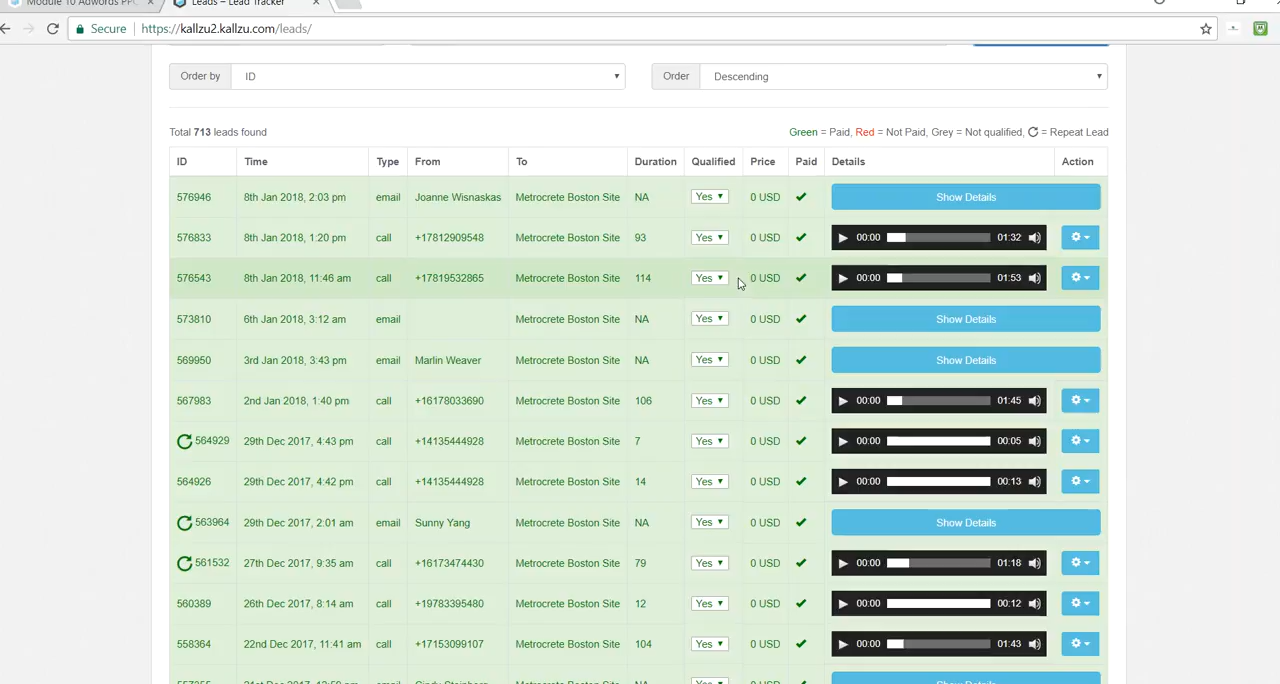 Module 10 Adwords PPC
Leads – Lead Tracker
Secure https://kallzu2.kallzu.com/leads/
Order by ID Order Descending
Total 713 leads found Green = Paid, Red = Not Paid, Grey = Not qualified, = Repeat Lead
ID Time Type From To Duration Qualified Price Paid Details Action
576946 8th Jan 2018, 2:03 pm email Joanne Wisnaskas Metrocrete Boston Site NA Yes 0 USD Show Details
576833 8th Jan 2018, 1:20 pm call +17812909548 Metrocrete Boston Site 93 Yes 0 USD 00:00 01:32
576543 8th Jan 2018, 11:46 am call +17819532865 Metrocrete Boston Site 114 Yes 0 USD 00:00 01:53
573810 6th Jan 2018, 3:12 am email Metrocrete Boston Site NA Yes 0 USD Show Details
569950 3rd Jan 2018, 3:43 pm email Marlin Weaver Metrocrete Boston Site NA Yes 0 USD Show Details
567983 2nd Jan 2018, 1:40 pm call +16178033690 Metrocrete Boston Site 106 Yes 0 USD 00:00 01:45
564929 29th Dec 2017, 4:43 pm call +14135444928 Metrocrete Boston Site 7 Yes 0 USD 00:00 00:05
564926 29th Dec 2017, 4:42 pm call +14135444928 Metrocrete Boston Site 14 Yes 0 USD 00:00 00:13
563964 29th Dec 2017, 2:01 am email Sunny Yang Metrocrete Boston Site NA Yes 0 USD Show Details
561532 27th Dec 2017, 9:35 am call +16173474430 Metrocrete Boston Site 79 Yes 0 USD 00:00 01:18
560389 26th Dec 2017, 8:14 am call +19783395480 Metrocrete Boston Site 12 Yes 0 USD 00:00 00:12
558364 22nd Dec 2017, 11:41 am call +17153099107 Metrocrete Boston Site 104 Yes 0 USD 00:00 01:43